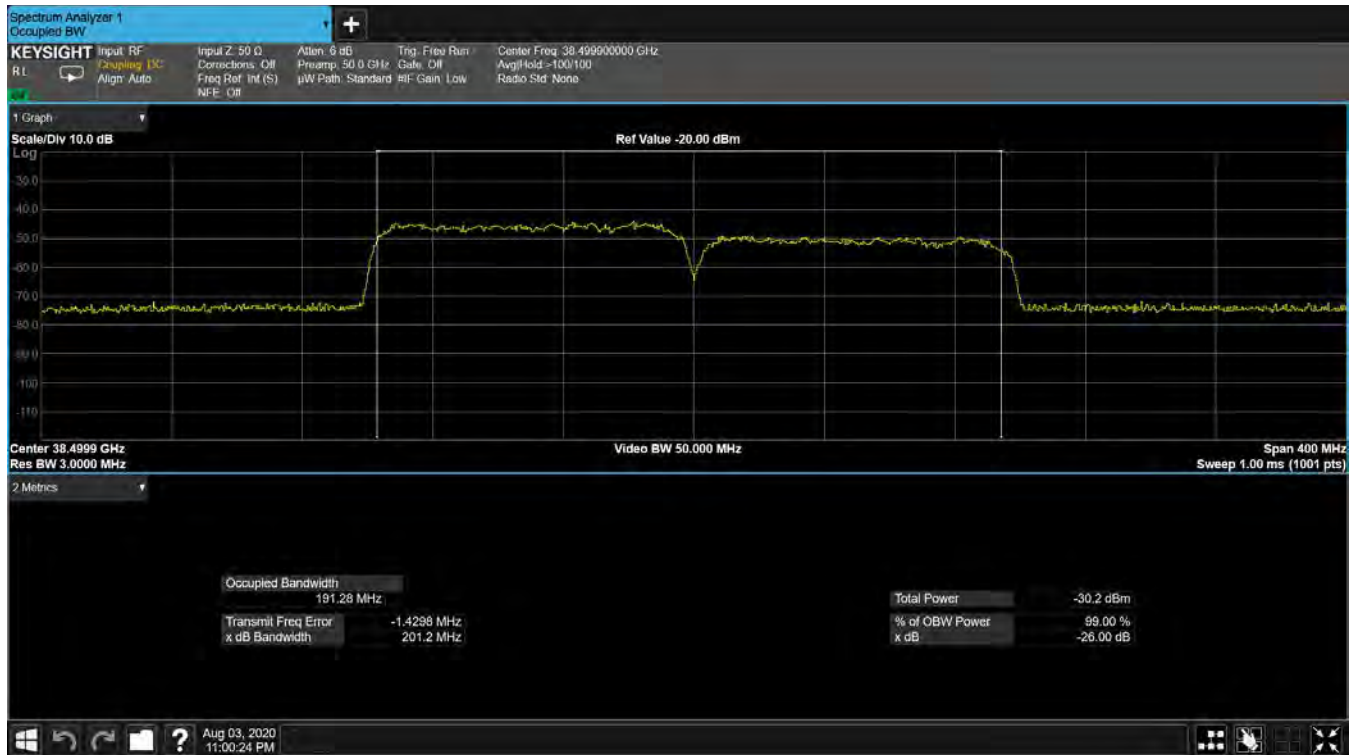 Spectrum Analyzer 1
Occupied BW
KEYSIGHT Input: RF Input Z: 50 Ω Atten: 6 dB Trig: Free Run Center Freq: 38.499900000 GHz
RL Coupling: DC Corrections: Off Preamp: 50.0 GHz Gate: Off Avg|Hold:>100/100
Align: Auto Freq Ref: Int (S) µW Path: Standard #IF Gain: Low Radio Std: None
NFE: Off
1 Graph
Scale/Div 10.0 dB Ref Value -20.00 dBm
Log
-30.0
-40.0
-50.0
-60.0
-70.0
-80.0
-90.0
-100
-110
Center 38.4999 GHz Video BW 50.000 MHz Span 400 MHz
Res BW 3.0000 MHz Sweep 1.00 ms (1001 pts)
2 Metrics
Occupied Bandwidth
191.28 MHz Total Power -30.2 dBm
Transmit Freq Error -1.4298 MHz % of OBW Power 99.00 %
x dB Bandwidth 201.2 MHz x dB -26.00 dB
? Aug 03, 2020
11:00:24 PM